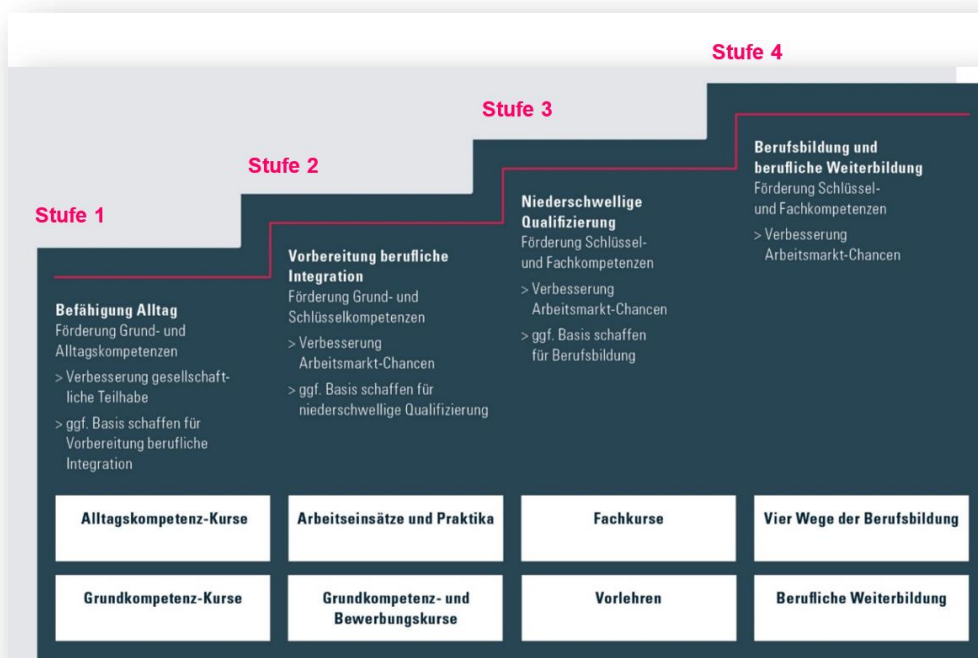 Stufe 1
Befähigung Alltag
Förderung Grund- und
Alltagskompetenzen
> Verbesserung gesellschaft-
liche Teilhabe
> ggf. Basis schaffen für
Vorbereitung berufliche
Integration
Alltagskompetenz-Kurse
Grundkompetenz-Kurse
Stufe 2
Vorbereitung berufliche
Integration
Förderung Grund- und
Schlüsselkompetenzen
> Verbesserung
Arbeitsmarkt-Chancen
> ggf. Basis schaffen für
niederschwellige Qualifizierung
Arbeitseinsätze und Praktika
Grundkompetenz- und
Bewerbungskurse
Stufe 3
Niederschwellige
Qualifizierung
Förderung Schlüssel-
und Fachkompetenzen
> Verbesserung
Arbeitsmarkt-Chancen
> ggf. Basis schaffen
für Berufsbildung
Fachkurse
Vorlehren
Stufe 4
Berufsbildung und
berufliche Weiterbildung
Förderung Schlüssel-
und Fachkompetenzen
> Verbesserung
Arbeitsmarkt-Chancen
Vier Wege der Berufsbildung
Berufliche Weiterbildung